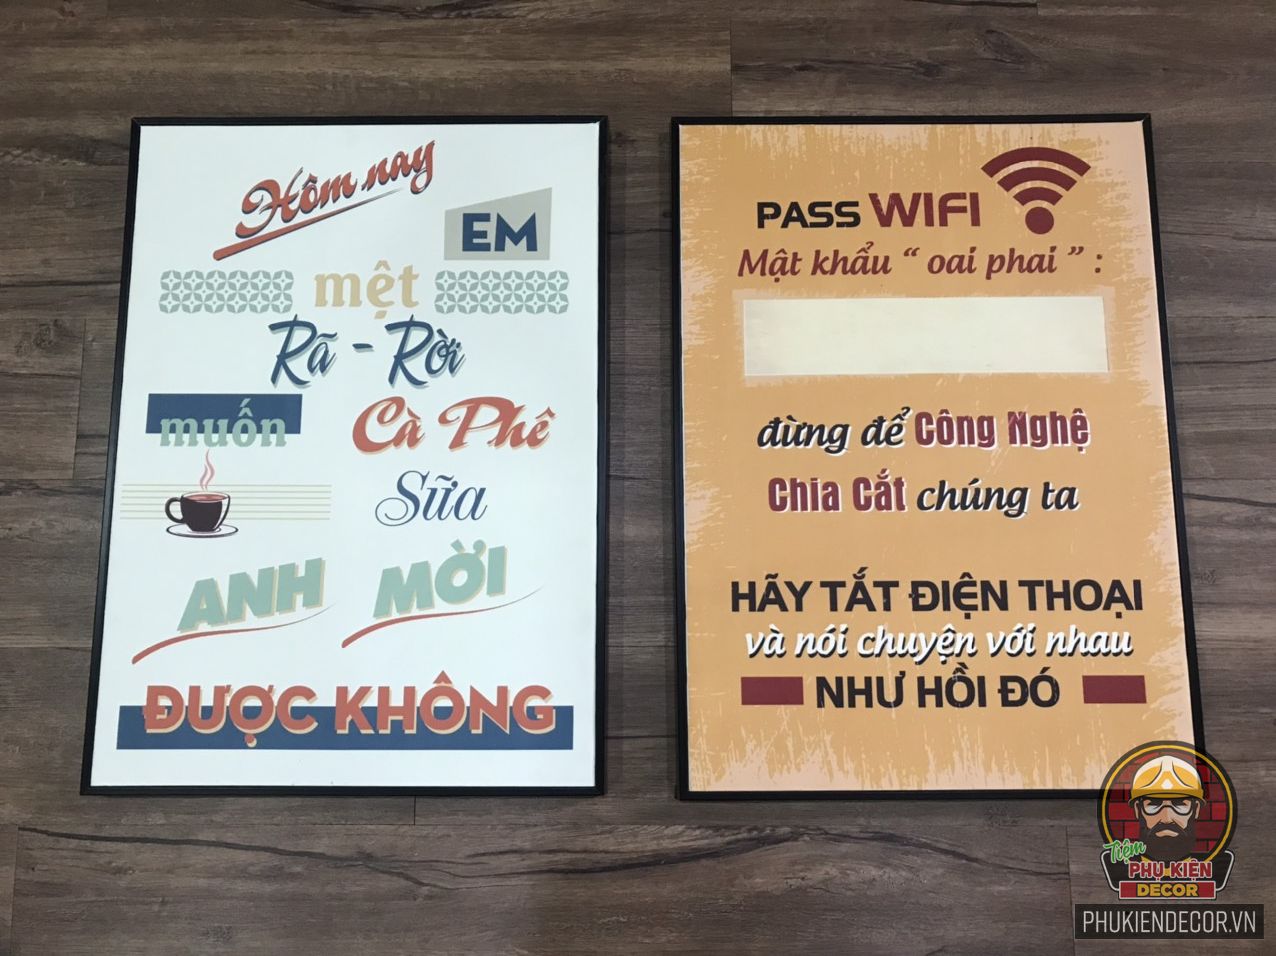 Hôm nay
EM
mệt
Rã - Rời
muốn Cà Phê
Sữa
ANH MỜI
ĐƯỢC KHÔNG
PASS WIFI
Mật khẩu “ oai phai ” :
đừng để Công Nghệ
Chia Cắt chúng ta
HÃY TẮT ĐIỆN THOẠI
và nói chuyện với nhau
NHƯ HỒI ĐÓ
Tiệm
PHỤ KIỆN
DECOR
PHUKIENDECOR.VN